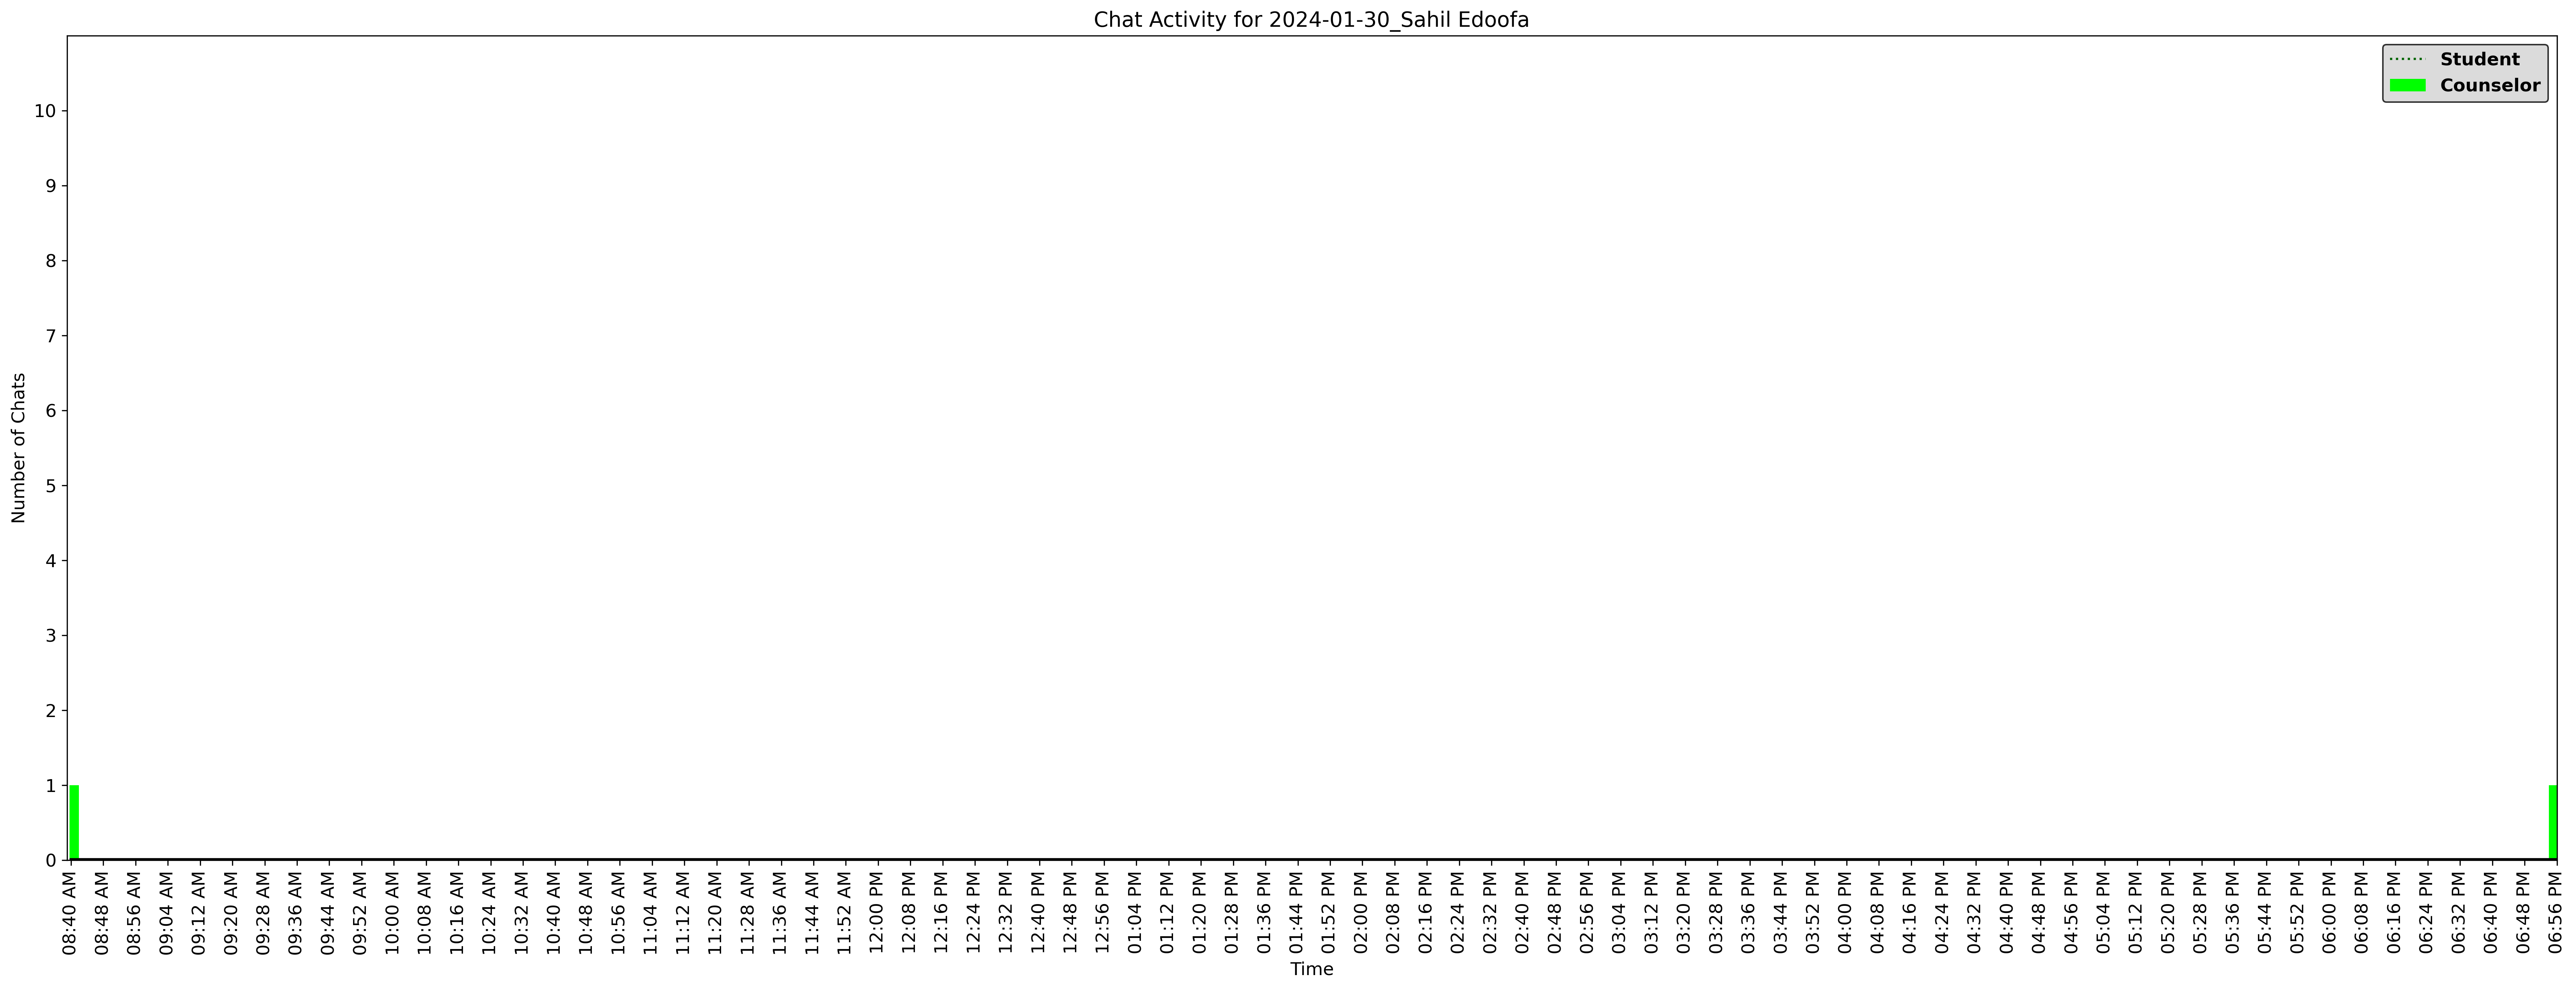 Chat Activity for 2024-01-30_Sahil Edoofa
Student
Counselor
10
9
8
7
6
5
4
3
2
1
0
Number of Chats
08:40 AM
08:48 AM
08:56 AM
09:04 AM
09:12 AM
09:20 AM
09:28 AM
09:36 AM
09:44 AM
09:52 AM
10:00 AM
10:08 AM
10:16 AM
10:24 AM
10:32 AM
10:40 AM
10:48 AM
10:56 AM
11:04 AM
11:12 AM
11:20 AM
11:28 AM
11:36 AM
11:44 AM
11:52 AM
12:00 PM
12:08 PM
12:16 PM
12:24 PM
12:32 PM
12:40 PM
12:48 PM
12:56 PM
01:04 PM
01:12 PM
01:20 PM
01:28 PM
01:36 PM
01:44 PM
01:52 PM
02:00 PM
02:08 PM
02:16 PM
02:24 PM
02:32 PM
02:40 PM
02:48 PM
02:56 PM
03:04 PM
03:12 PM
03:20 PM
03:28 PM
03:36 PM
03:44 PM
03:52 PM
04:00 PM
04:08 PM
04:16 PM
04:24 PM
04:32 PM
04:40 PM
04:48 PM
04:56 PM
05:04 PM
05:12 PM
05:20 PM
05:28 PM
05:36 PM
05:44 PM
05:52 PM
06:00 PM
06:08 PM
06:16 PM
06:24 PM
06:32 PM
06:40 PM
06:48 PM
06:56 PM
Time